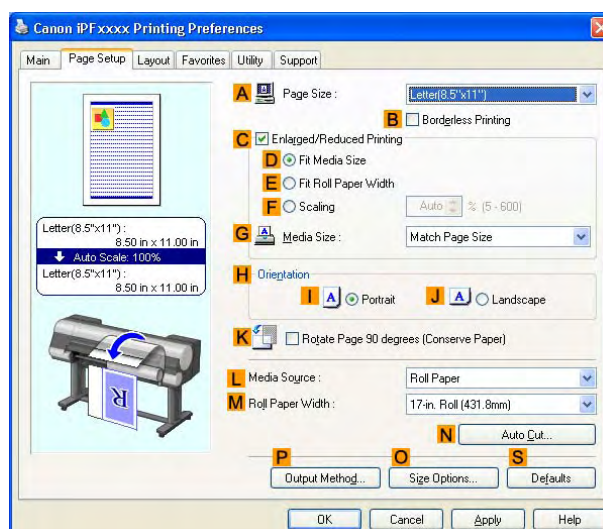 Canon iPFxxxx Printing Preferences
Main Page Setup Layout Favorites Utility Support
A Page Size : Letter(8.5"x11")
B Borderless Printing
C Enlarged/Reduced Printing
D Fit Media Size
E Fit Roll Paper Width
F Scaling Auto % (5 - 600)
Letter(8.5"x11") :
8.50 in x 11.00 in
Auto Scale: 100%
Letter(8.5"x11") :
8.50 in x 11.00 in
G A Media Size : Match Page Size
H Orientation
I A Portrait J A Landscape
K Rotate Page 90 degrees (Conserve Paper)
R
L Media Source : Roll Paper
M Roll Paper Width : 17-in. Roll (431.8mm)
N Auto Cut...
P O S
Output Method... Size Options... Defaults
OK Cancel Apply Help